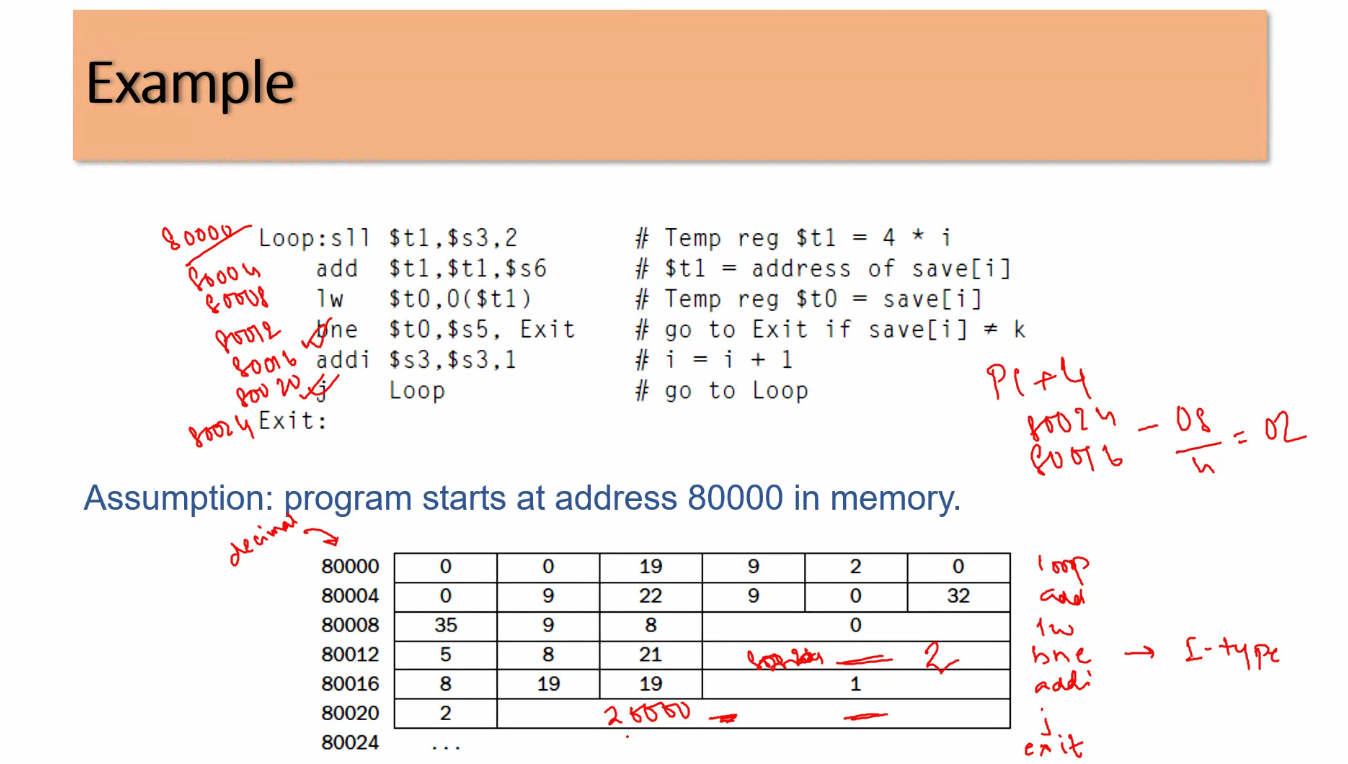 Example
80000 Loop:sll $t1,$s3,2 # Temp reg $t1 = 4 * i
80004 add $t1,$t1,$s6 # $t1 = address of save[i]
80008 lw $t0,0($t1) # Temp reg $t0 = save[i]
80012 bne $t0,$s5, Exit # go to Exit if save[i] ≠ k
80016 addi $s3,$s3,1 # i = i + 1
80020 j Loop # go to Loop
80024 Exit:
PC+4
80024 - 08
80016 4 = 02
Assumption: program starts at address 80000 in memory.
decimal
80000 0 0 19 9 2 0 loop
80004 0 9 22 9 0 32 add
80008 35 9 8 0 lw
80012 5 8 21 2 bne → I-type
80016 8 19 19 1 addi
80020 2 20000 j
80024 ... exit